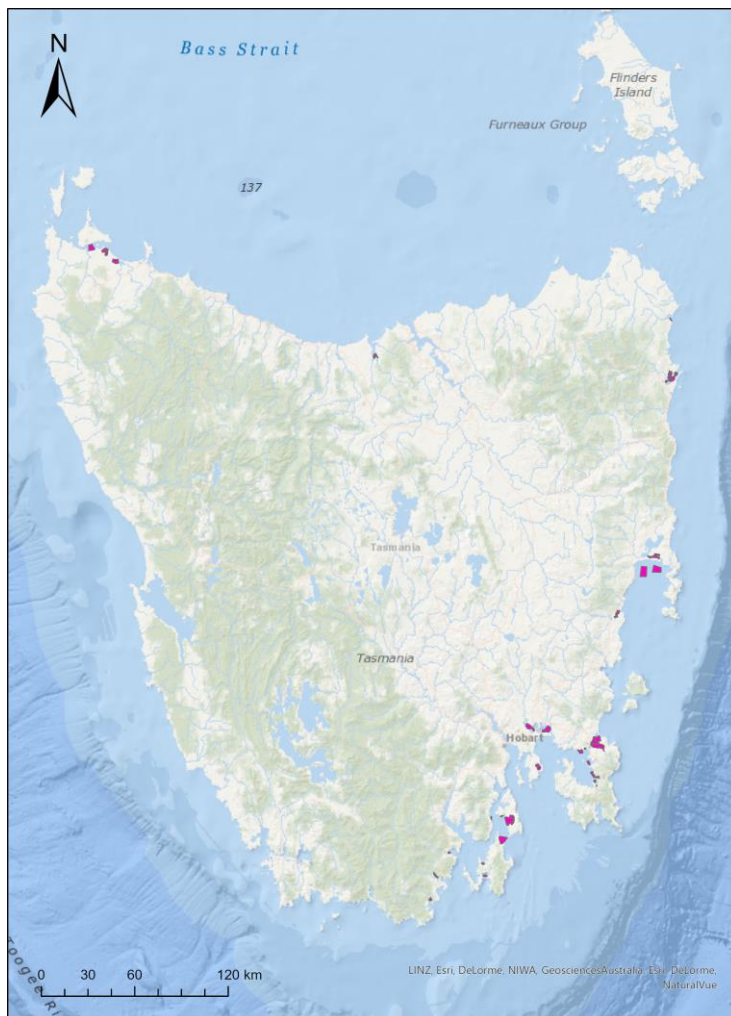 Bass Strait
N
Flinders
Island
Furneaux Group
137
Tasmania
Tasmania
Hobart
0 30 60 120 km
LINZ, Esri, DeLorme, NIWA, GeosciencesAustralia, Esri, DeLorme,
NaturalVue